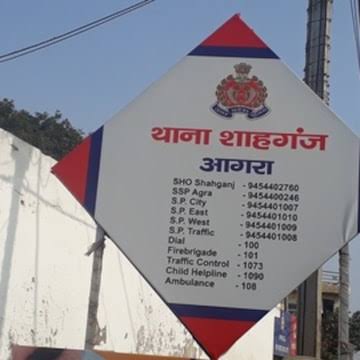 थाना शाहगंज
आगरा
SHO Shahganj - 9454402760
SSP Agra - 9454400246
S.P. City - 9454401007
S.P. East - 9454401010
S.P. West - 9454401009
S.P. Traffic - 9454401008
Dial - 100
Firebrigade - 101
Traffic Control - 1073
Child Helpline - 1090
Ambulance - 108